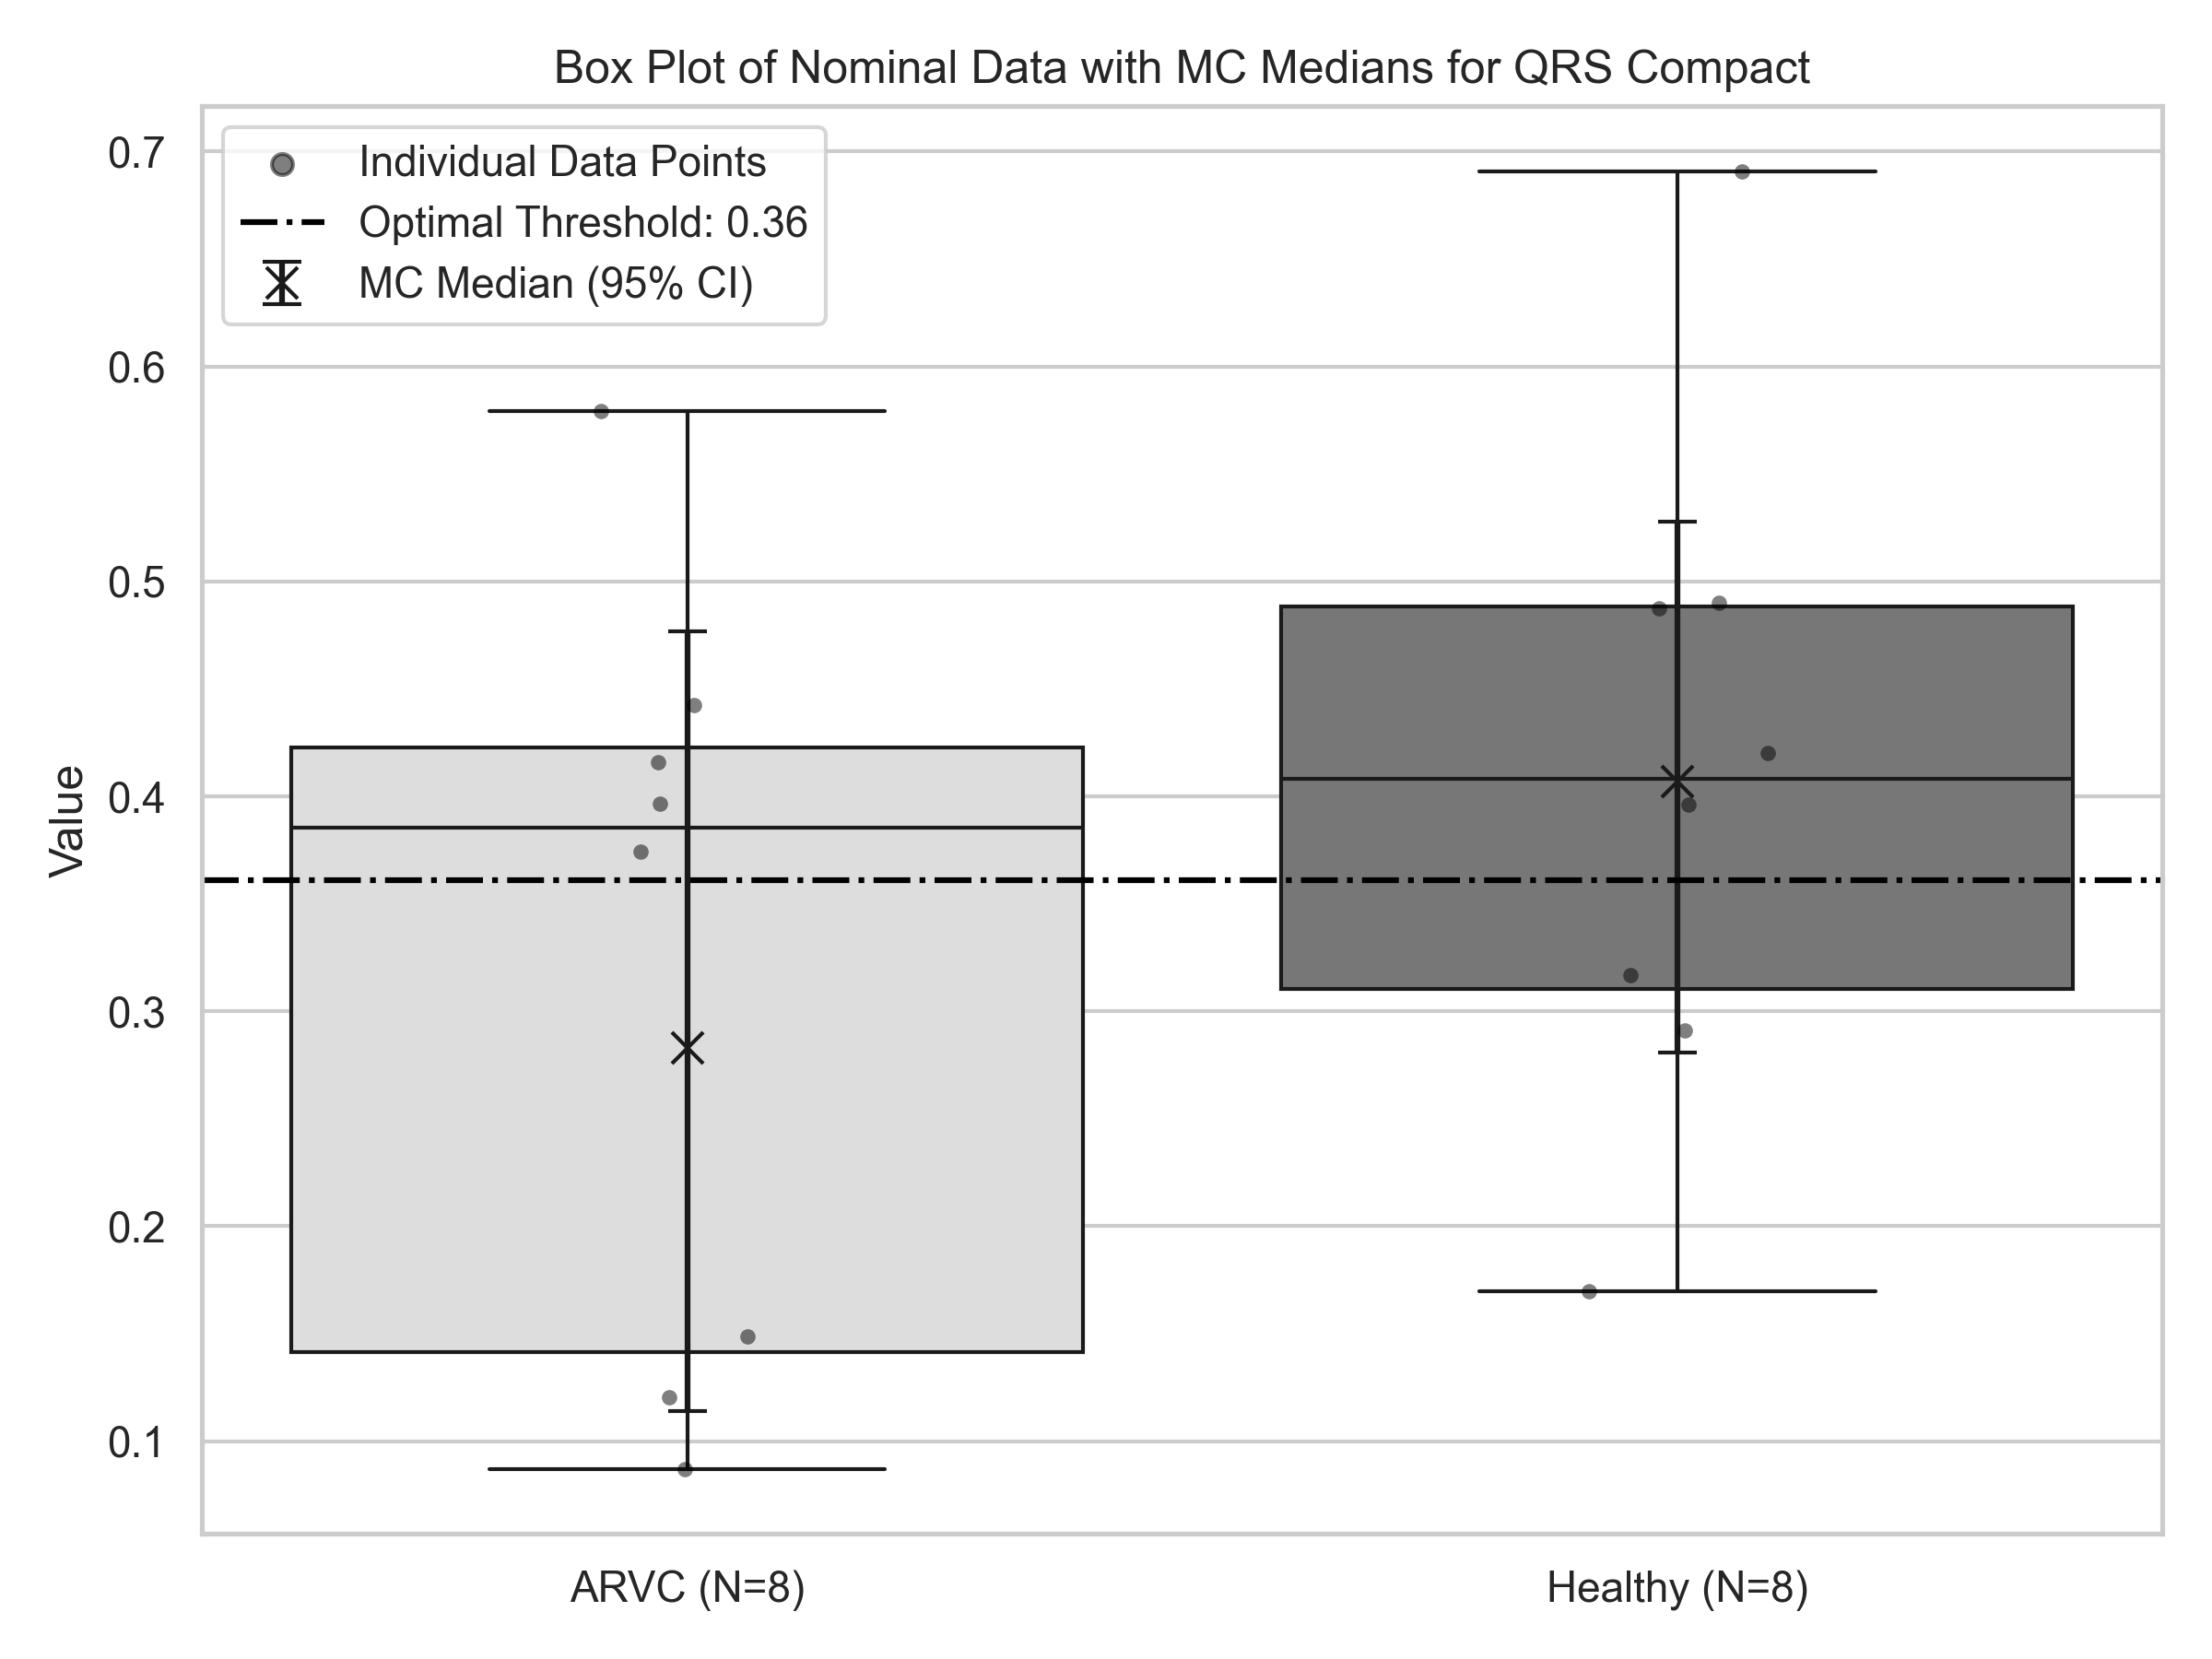 Box Plot of Nominal Data with MC Medians for QRS Compact
Individual Data Points
Optimal Threshold: 0.36
MC Median (95% CI)
Value
0.7
0.6
0.5
0.4
0.3
0.2
0.1
ARVC (N=8)
Healthy (N=8)